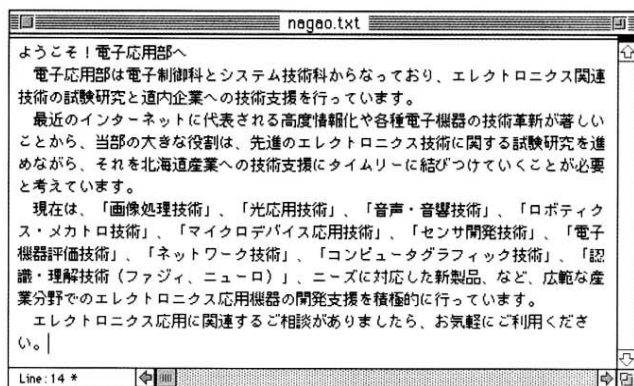 nagao.txt
ようこそ！電子応用部へ
　電子応用部は電子制御科とシステム技術科からなっており、エレクトロニクス関連
技術の試験研究と道内企業への技術支援を行っています。
　最近のインターネットに代表される高度情報化や各種電子機器の技術革新が著しい
ことから、当部の大きな役割は、先進のエレクトロニクス技術に関する試験研究を進
めながら、それを北海道産業への技術支援にタイムリーに結びつけていくことが必要
と考えています。
　現在は、「画像処理技術」、「光応用技術」、「音声・音響技術」、「ロボティク
ス・メカトロ技術」、「マイクロデバイス応用技術」、「センサ開発技術」、「電子
機器評価技術」、「ネットワーク技術」、「コンピュータグラフィック技術」、「認
識・理解技術（ファジィ、ニューロ）」、ニーズに対応した新製品、など、広範な産
業分野でのエレクトロニクス応用機器の開発支援を積極的に行っています。
　エレクトロニクス応用に関連するご相談がありましたら、お気軽にご利用くださ
い。
Line:14 *